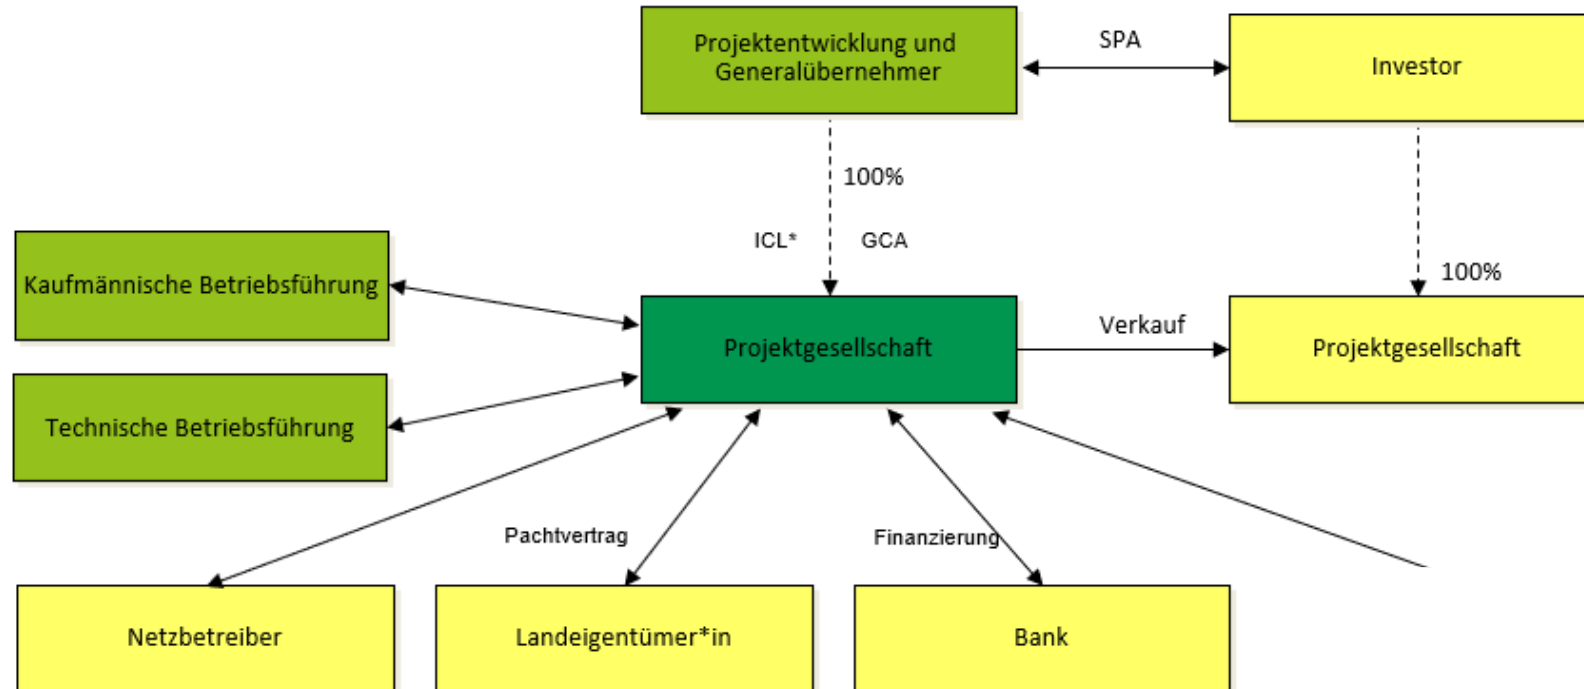 Projektentwicklung und
Generalübernehmer
SPA
Investor
100%
ICL*
GCA
100%
Kaufmännische Betriebsführung
Projektgesellschaft
Verkauf
Projektgesellschaft
Technische Betriebsführung
Pachtvertrag
Finanzierung
Netzbetreiber
Landeigentümer*in
Bank